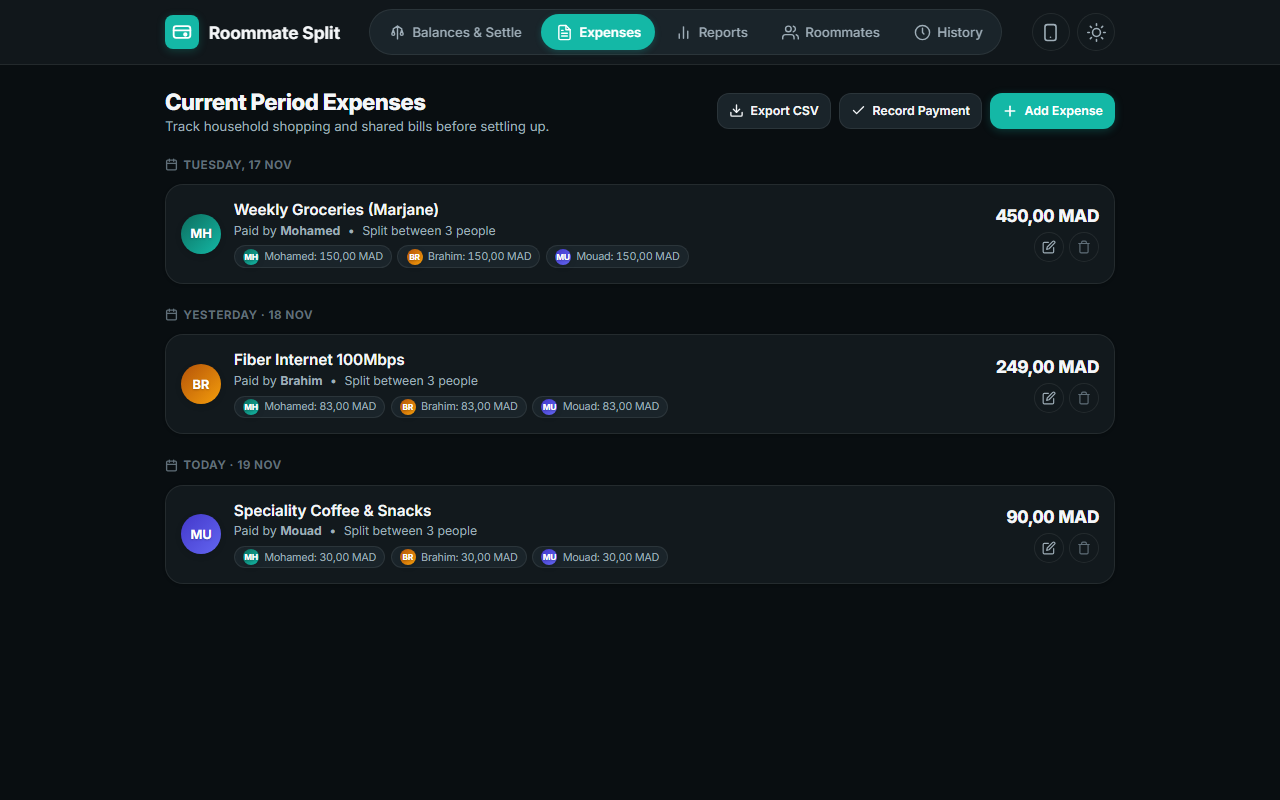 Roommate Split
Balances & Settle
Expenses
Reports
Roommates
History
Current Period Expenses
Track household shopping and shared bills before settling up.
Export CSV
Record Payment
Add Expense
TUESDAY, 17 NOV
MH
Weekly Groceries (Marjane)
Paid by Mohamed • Split between 3 people
MH Mohamed: 150,00 MAD
BR Brahim: 150,00 MAD
MU Mouad: 150,00 MAD
450,00 MAD
YESTERDAY · 18 NOV
BR
Fiber Internet 100Mbps
Paid by Brahim • Split between 3 people
MH Mohamed: 83,00 MAD
BR Brahim: 83,00 MAD
MU Mouad: 83,00 MAD
249,00 MAD
TODAY · 19 NOV
MU
Speciality Coffee & Snacks
Paid by Mouad • Split between 3 people
MH Mohamed: 30,00 MAD
BR Brahim: 30,00 MAD
MU Mouad: 30,00 MAD
90,00 MAD